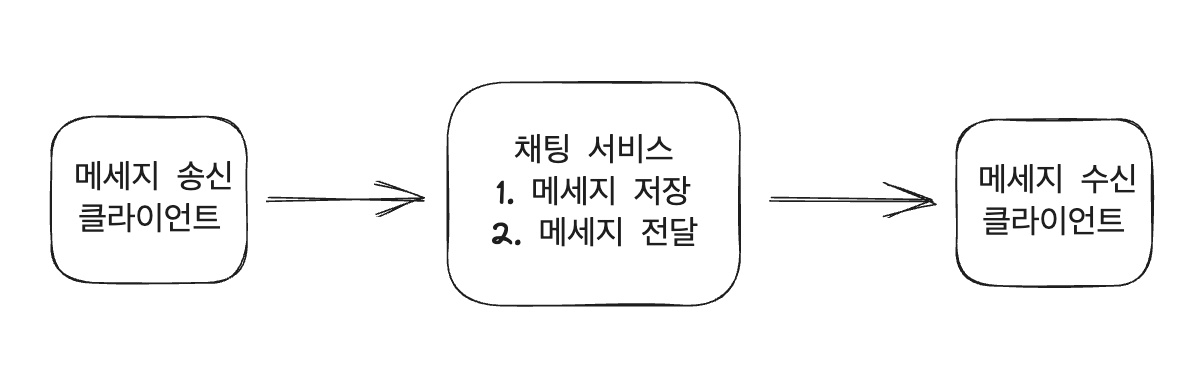 메세지 송신
클라이언트
채팅 서비스
1. 메세지 저장
2. 메세지 전달
메세지 수신
클라이언트